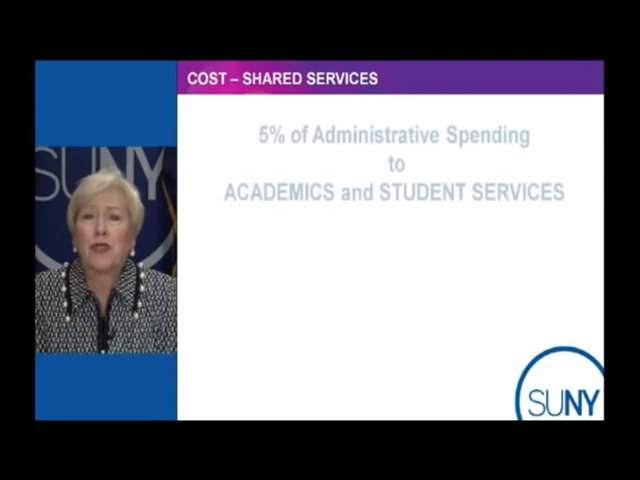 COST – SHARED SERVICES
5% of Administrative Spending
to
ACADEMICS and STUDENT SERVICES
SUNY
SUNY